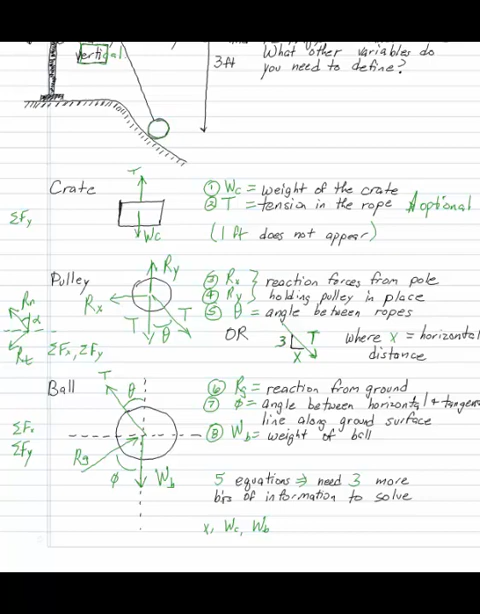 What other variables do
vertical
3 ft
you need to define?
Crate
T
ΣFy
Wc
① Wc = weight of the crate
② T = tension in the rope
optional
(1 ft does not appear)
Pulley
Ry
Rx
T
θ
T
③ Rx } reaction forces from pole
④ Ry } holding pulley in place
⑤ θ = angle between ropes
Rn
α
Rt
ΣFx, ΣFy
OR
3
T
x
where x = horizontal
distance
Ball
T
θ
ΣFx
ΣFy
Rg
φ
Wb
⑥ Rg = reaction from ground
⑦ φ = angle between horizontal +
line along ground surface
⑧ Wb = weight of ball
5 equations ⇒ need 3 more
of information to solve
x, Wc, Wb